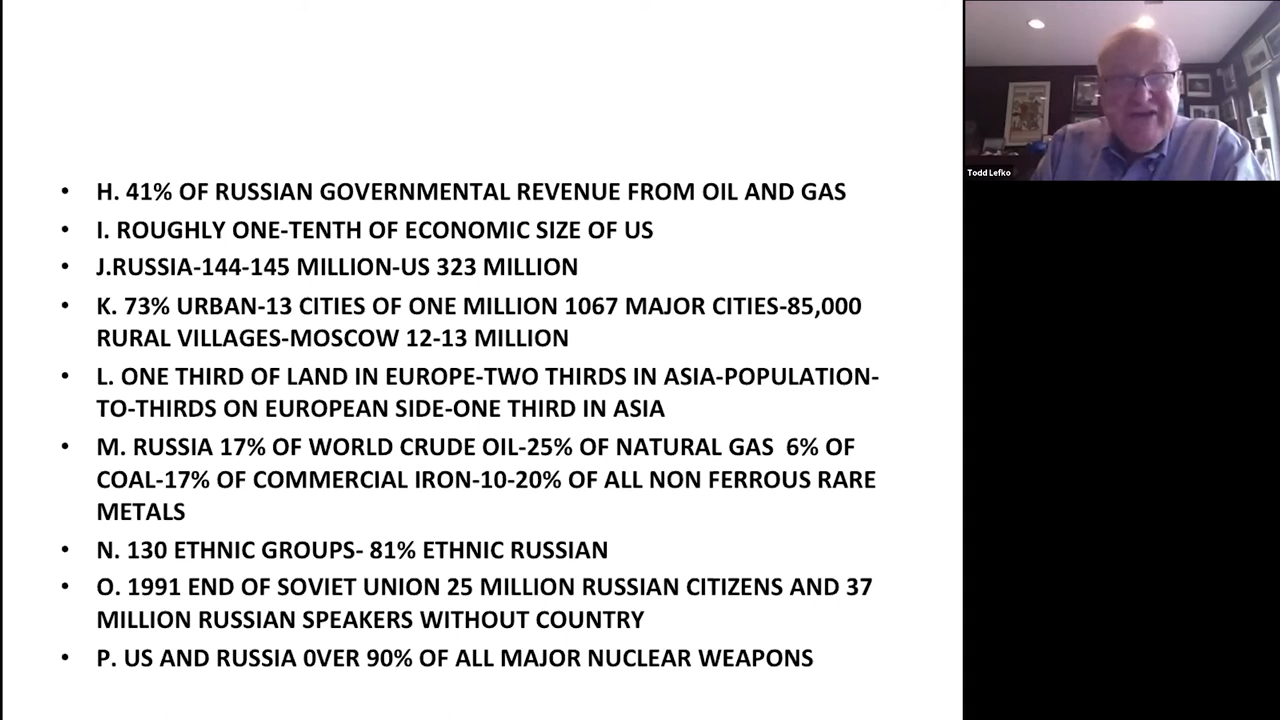 • H. 41% OF RUSSIAN GOVERNMENTAL REVENUE FROM OIL AND GAS
• I. ROUGHLY ONE-TENTH OF ECONOMIC SIZE OF US
• J.RUSSIA-144-145 MILLION-US 323 MILLION
• K. 73% URBAN-13 CITIES OF ONE MILLION 1067 MAJOR CITIES-85,000
RURAL VILLAGES-MOSCOW 12-13 MILLION
• L. ONE THIRD OF LAND IN EUROPE-TWO THIRDS IN ASIA-POPULATION-
TO-THIRDS ON EUROPEAN SIDE-ONE THIRD IN ASIA
• M. RUSSIA 17% OF WORLD CRUDE OIL-25% OF NATURAL GAS  6% OF
COAL-17% OF COMMERCIAL IRON-10-20% OF ALL NON FERROUS RARE
METALS
• N. 130 ETHNIC GROUPS- 81% ETHNIC RUSSIAN
• O. 1991 END OF SOVIET UNION 25 MILLION RUSSIAN CITIZENS AND 37
MILLION RUSSIAN SPEAKERS WITHOUT COUNTRY
• P. US AND RUSSIA 0VER 90% OF ALL MAJOR NUCLEAR WEAPONS
Todd Lefko